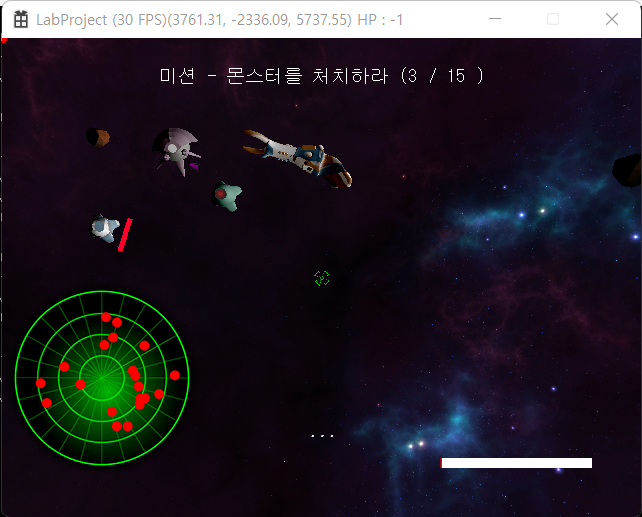 LabProject (30 FPS)(3761.31, -2336.09, 5737.55) HP : -1
미션 - 몬스터를 처치하라 (3 / 15 )
...